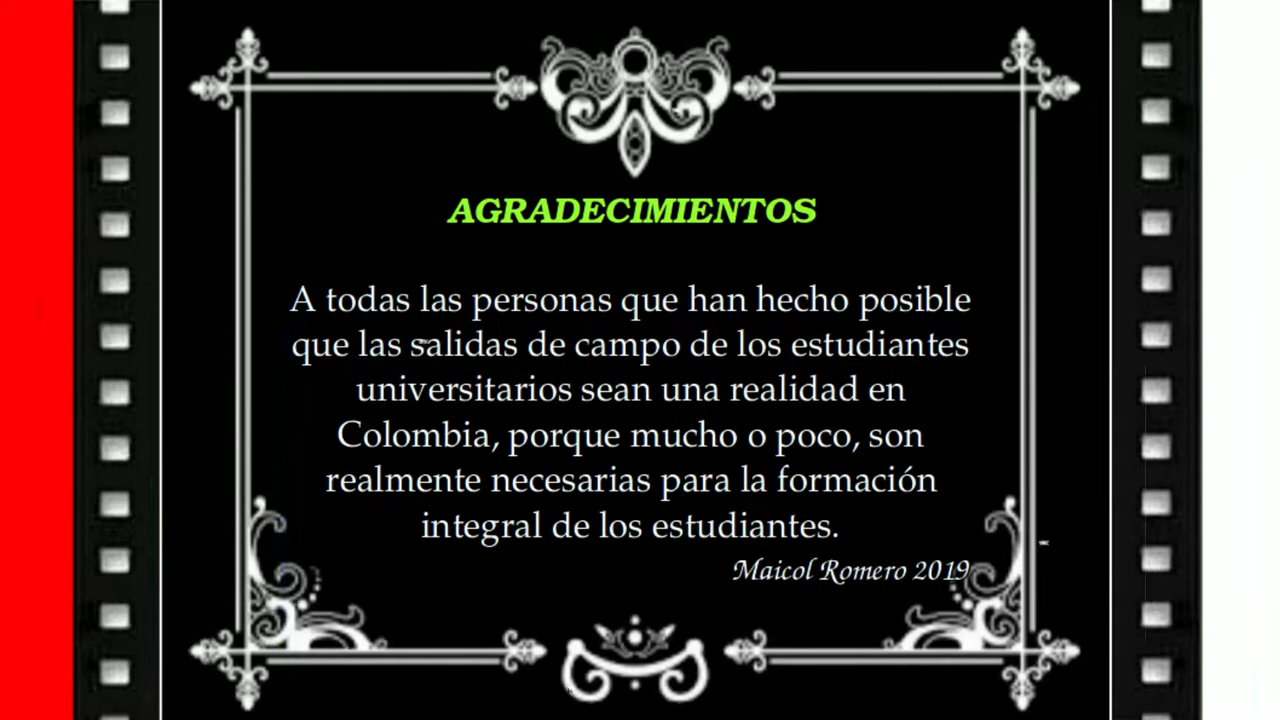 AGRADECIMIENTOS
A todas las personas que han hecho posible
que las salidas de campo de los estudiantes
universitarios sean una realidad en
Colombia, porque mucho o poco, son
realmente necesarias para la formación
integral de los estudiantes.
Maicol Romero 2019